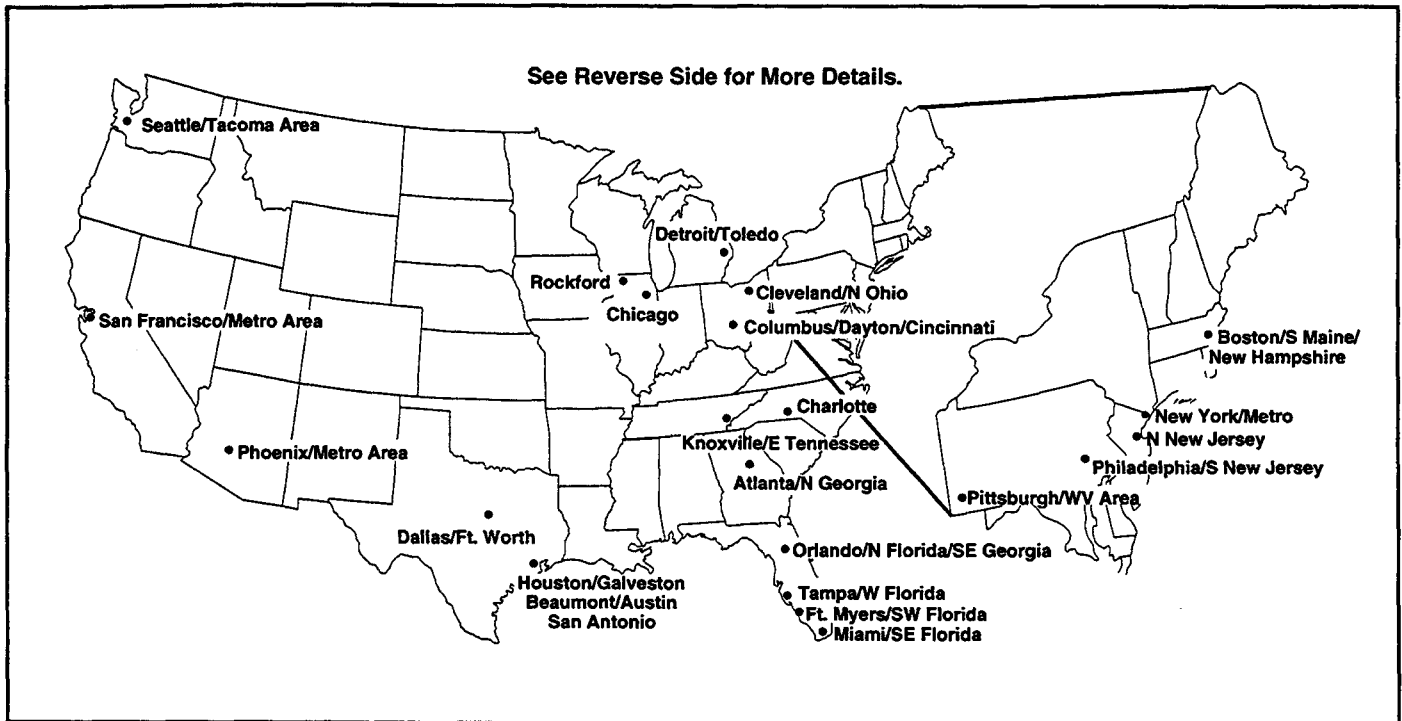 See Reverse Side for More Details.
Seattle/Tacoma Area
Detroit/Toledo
Rockford
Chicago
Cleveland/N Ohio
San Francisco/Metro Area
Columbus/Dayton/Cincinnati
Boston/S Maine/
New Hampshire
Charlotte
New York/Metro
Knoxville/E Tennessee
N New Jersey
Phoenix/Metro Area
Philadelphia/S New Jersey
Atlanta/N Georgia
Pittsburgh/WV Area
Dallas/Ft. Worth
Orlando/N Florida/SE Georgia
Houston/Galveston
Beaumont/Austin
San Antonio
Tampa/W Florida
Ft. Myers/SW Florida
Miami/SE Florida